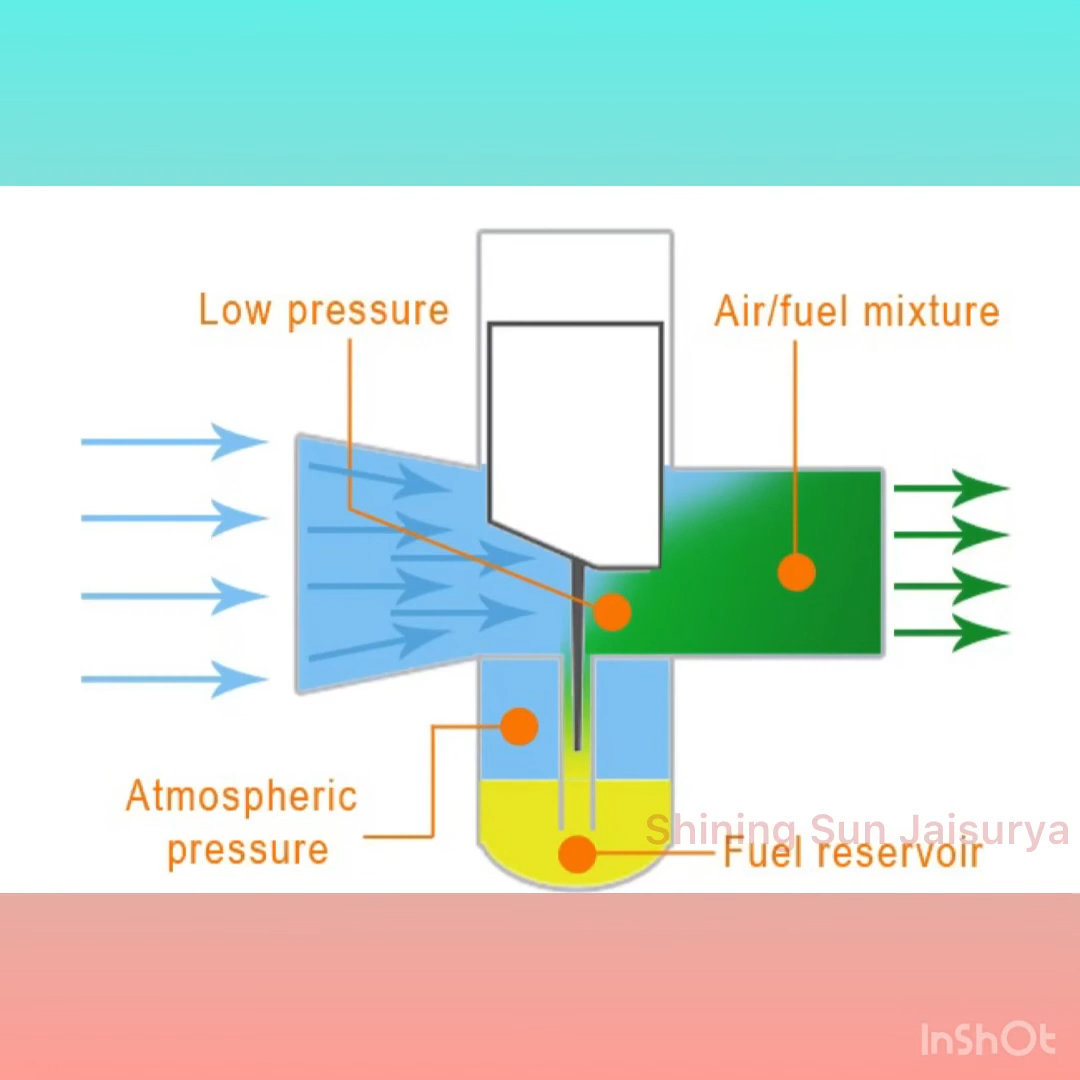 Low pressure
Air/fuel mixture
Atmospheric
pressure
Shining Sun Jaisurya
Fuel reservoir
InShOt